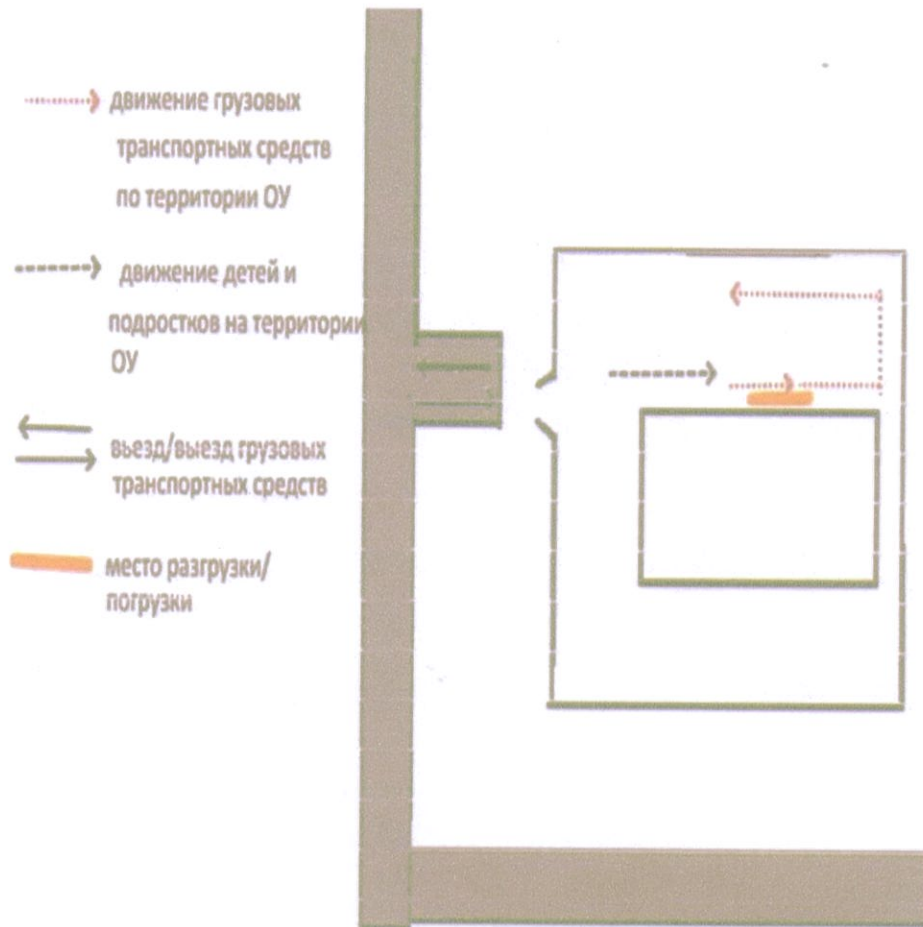 движение грузовых
транспортных средств
по территории ОУ
движение детей и
подростков на территории
ОУ
вьезд/выезд грузовых
транспортных средств
место разгрузки/
погрузки